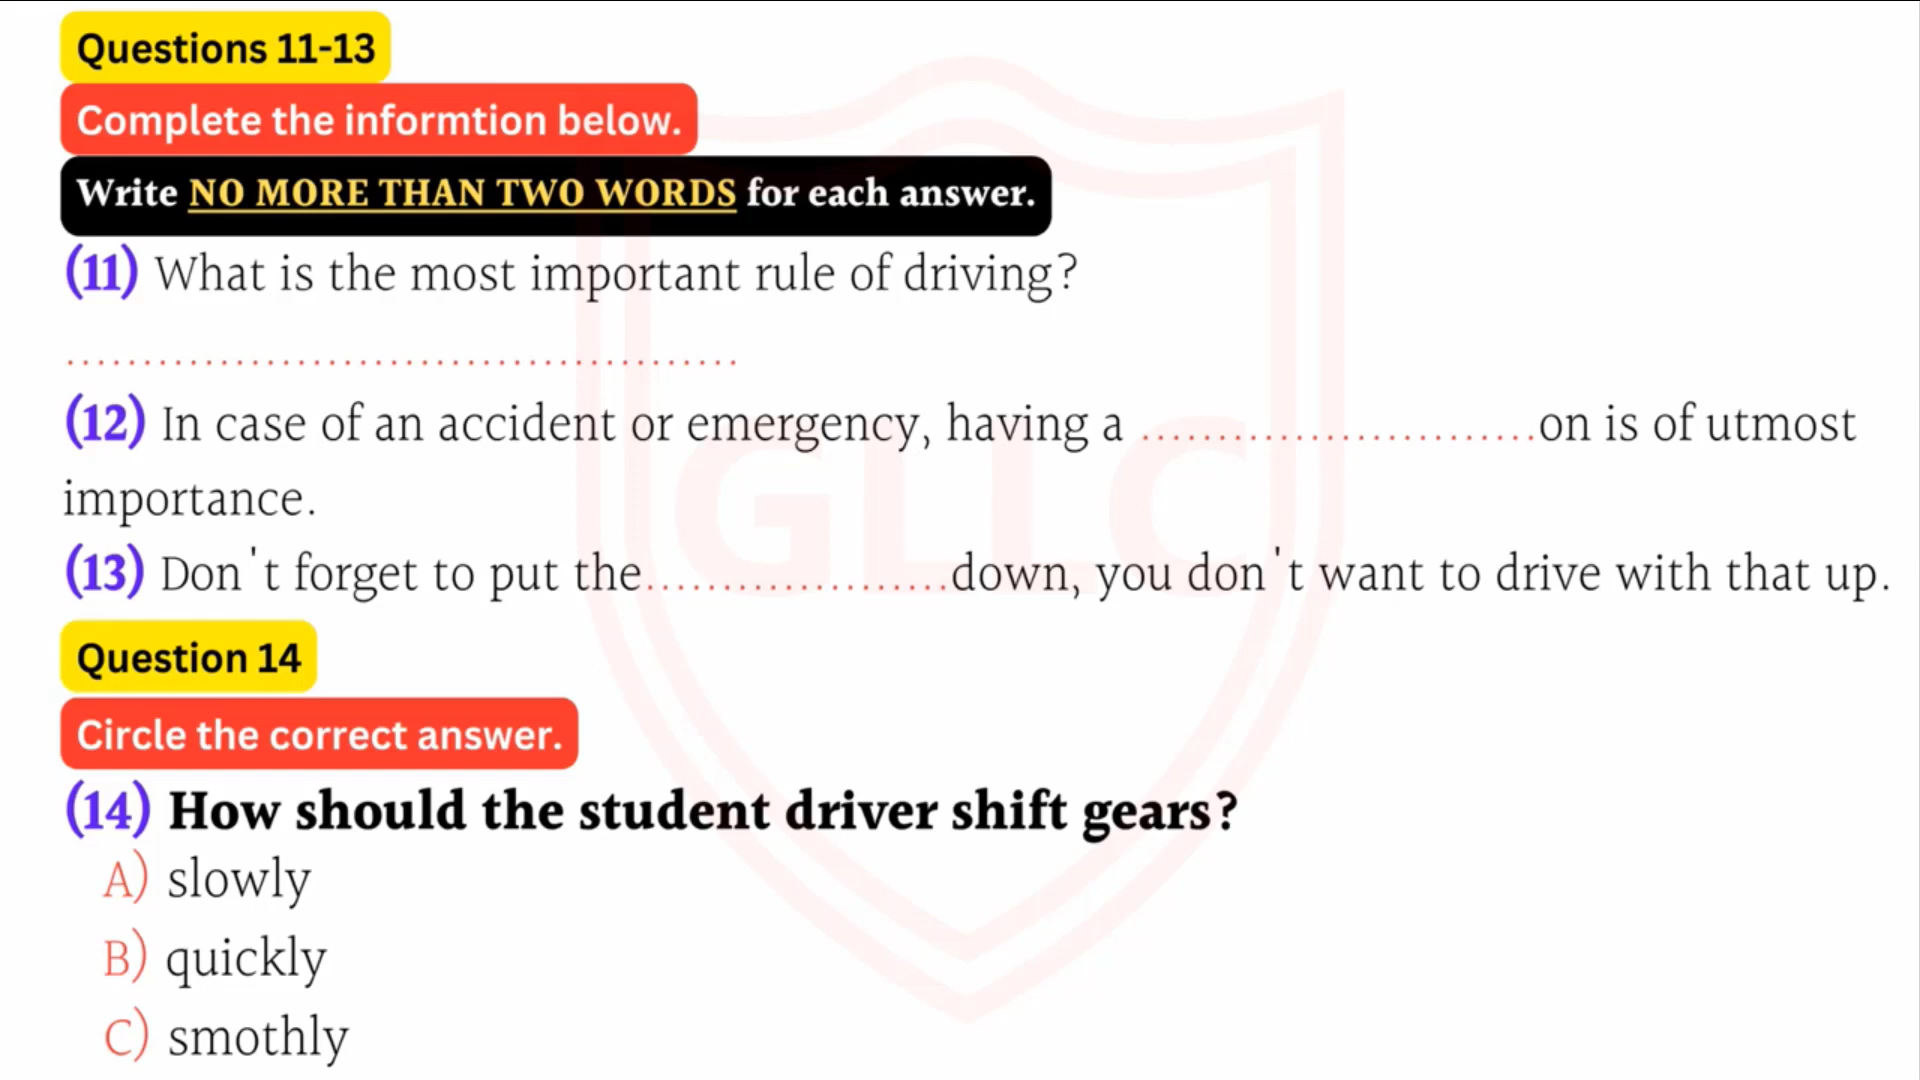 Questions 11-13
Complete the informtion below.
Write NO MORE THAN TWO WORDS for each answer.
(11) What is the most important rule of driving?
..........................................
(12) In case of an accident or emergency, having a ..........................on is of utmost
importance.
(13) Don't forget to put the....................down, you don't want to drive with that up.
GLLC
Question 14
Circle the correct answer.
(14) How should the student driver shift gears?
A) slowly
B) quickly
C) smothly